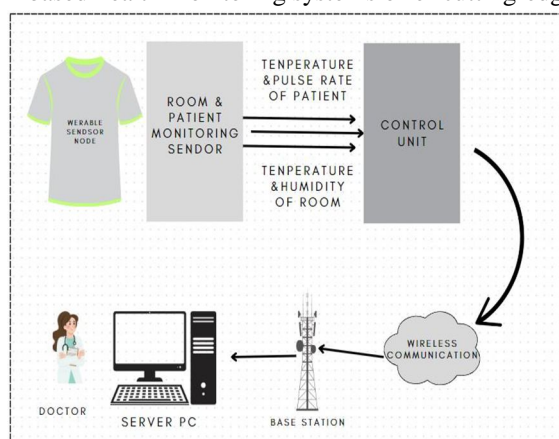 WERABLE
SENDSOR
NODE
ROOM &
PATIENT
MONITORING
SENDOR
TENPERATURE
&PULSE RATE
OF PATIENT
TENPERATURE
&HUMIDITY
OF ROOM
CONTROL
UNIT
WIRELESS
COMMUNICATION
BASE STATION
SERVER PC
DOCTOR